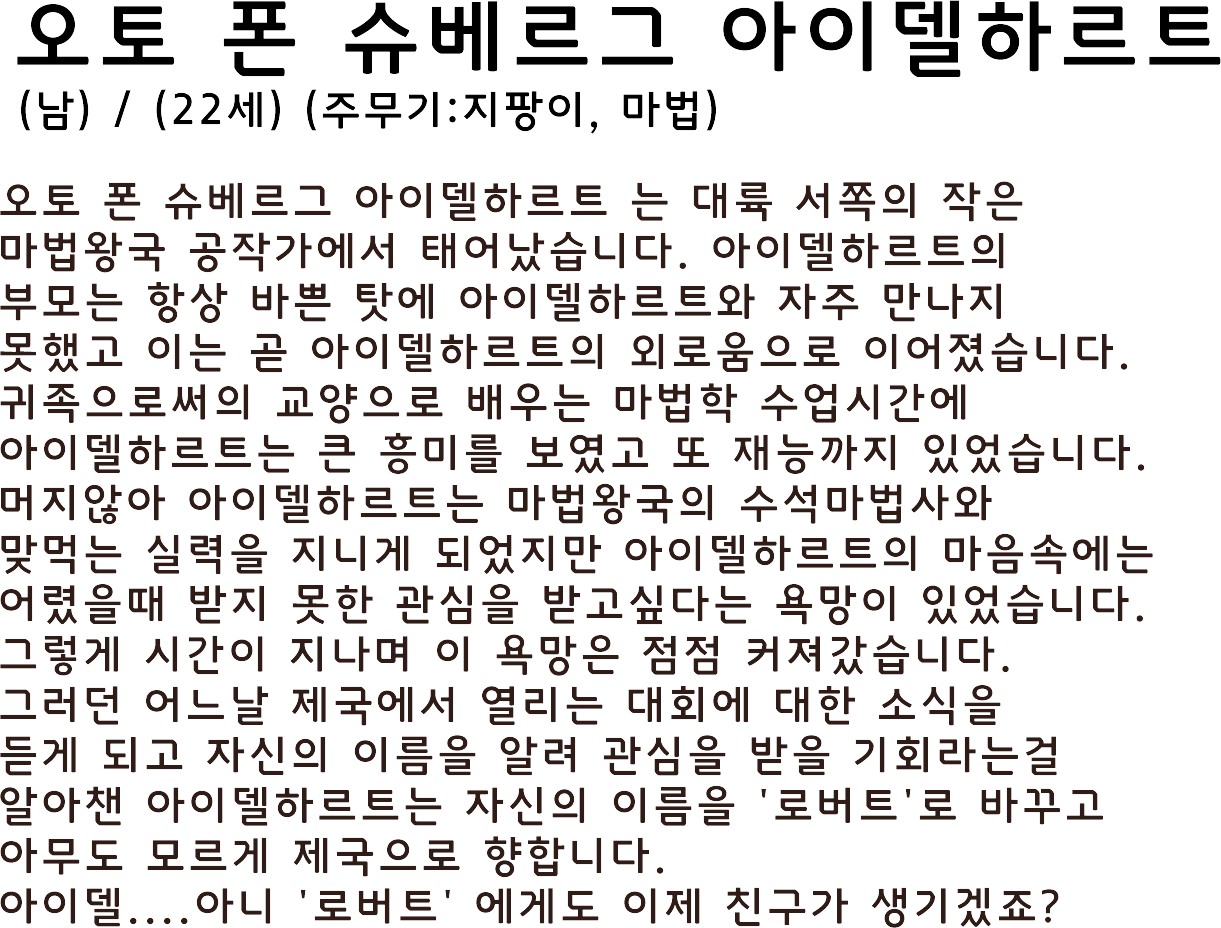 오토 폰 슈베르그 아이델하르트
(남) / (22세) (주무기:지팡이, 마법)
오토 폰 슈베르그 아이델하르트 는 대륙 서쪽의 작은
마법왕국 공작가에서 태어났습니다. 아이델하르트의
부모는 항상 바쁜 탓에 아이델하르트와 자주 만나지
못했고 이는 곧 아이델하르트의 외로움으로 이어졌습니다.
귀족으로써의 교양으로 배우는 마법학 수업시간에
아이델하르트는 큰 흥미를 보였고 또 재능까지 있었습니다.
머지않아 아이델하르트는 마법왕국의 수석마법사와
맞먹는 실력을 지니게 되었지만 아이델하르트의 마음속에는
어렸을때 받지 못한 관심을 받고싶다는 욕망이 있었습니다.
그렇게 시간이 지나며 이 욕망은 점점 커져갔습니다.
그러던 어느날 제국에서 열리는 대회에 대한 소식을
듣게 되고 자신의 이름을 알려 관심을 받을 기회라는걸
알아챈 아이델하르트는 자신의 이름을 '로버트'로 바꾸고
아무도 모르게 제국으로 향합니다.
아이델....아니 '로버트' 에게도 이제 친구가 생기겠죠?